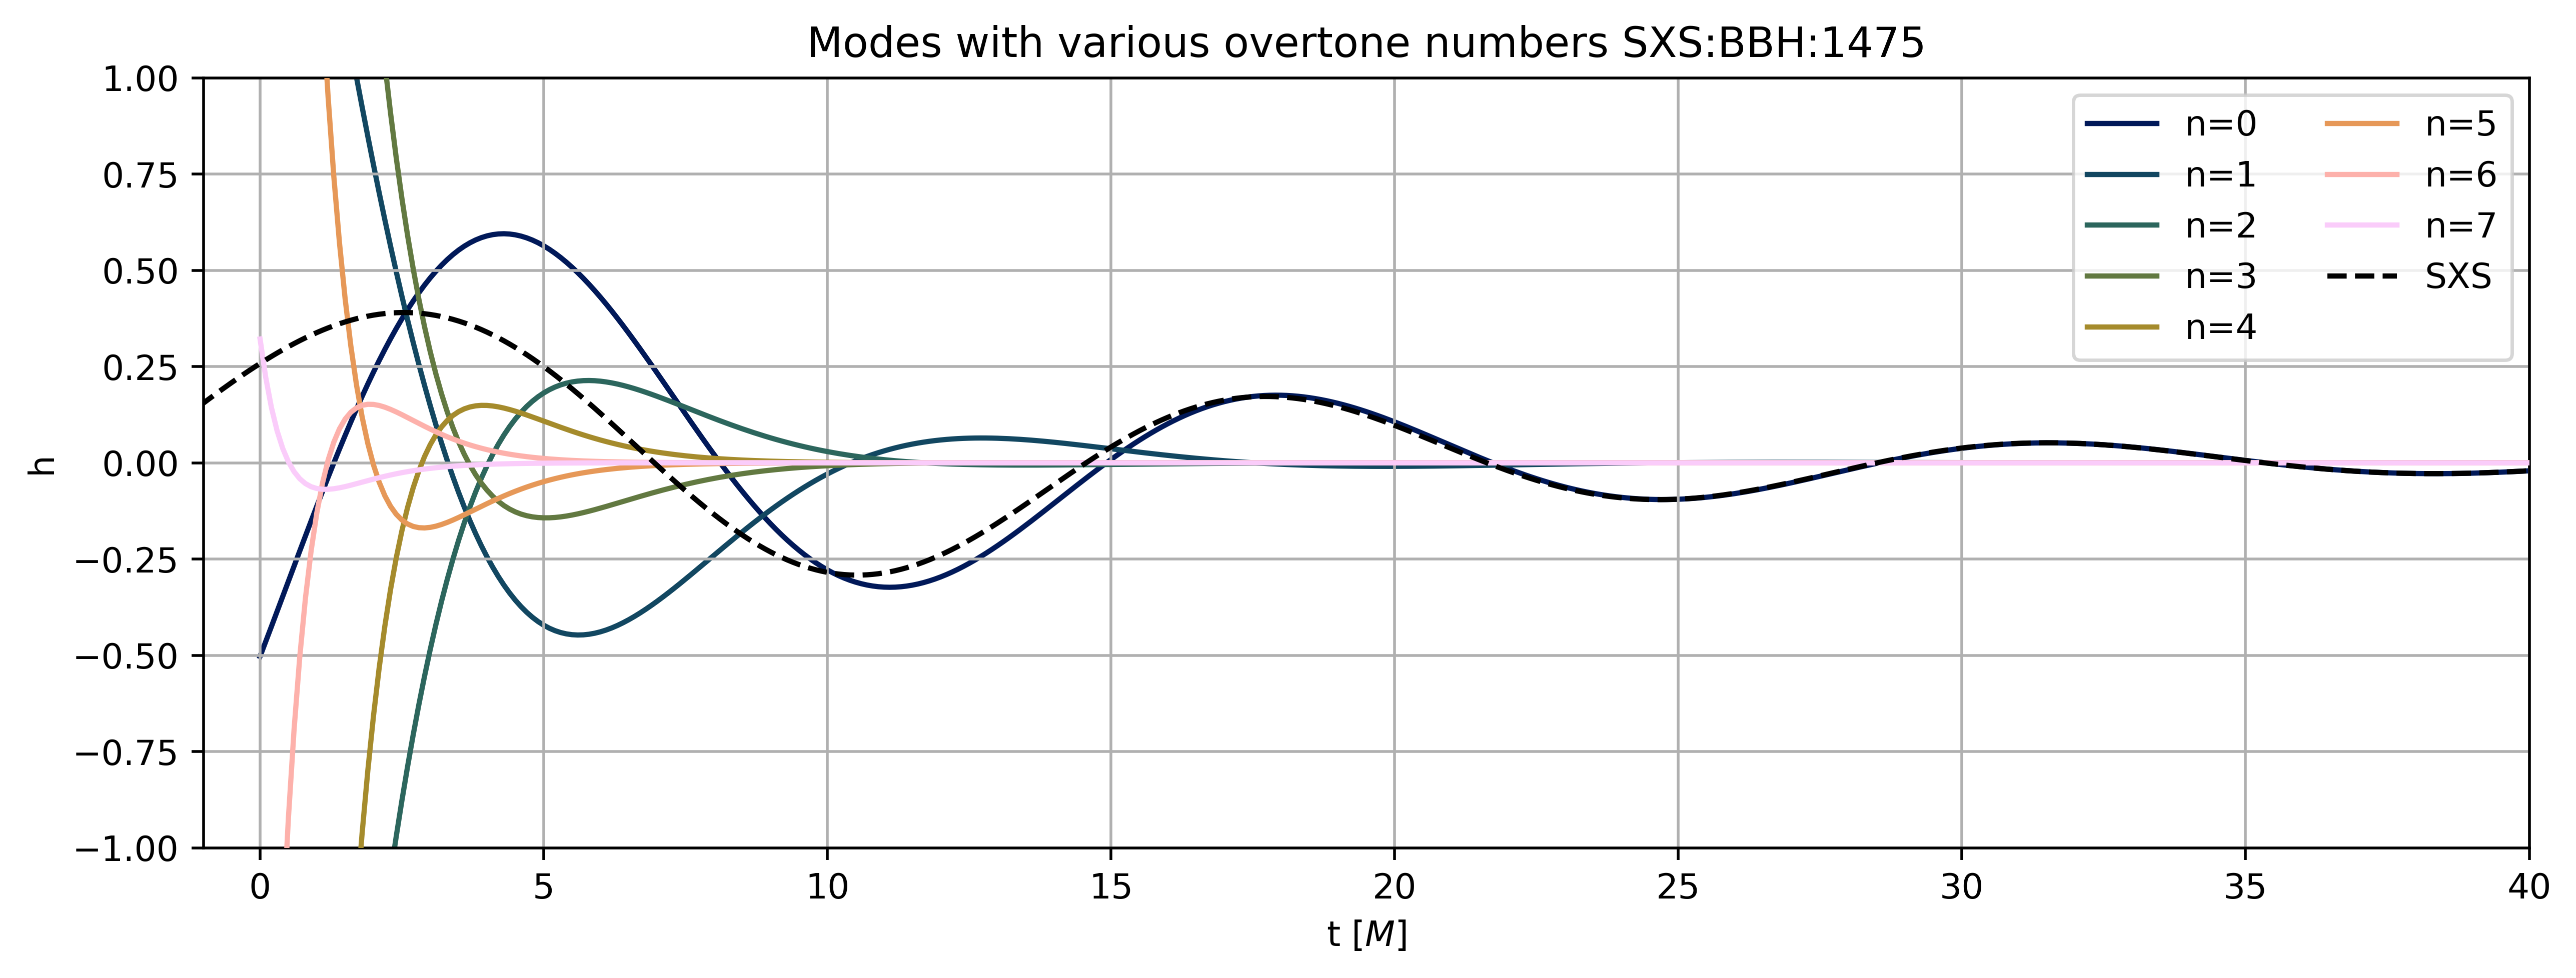 Modes with various overtone numbers SXS:BBH:1475
h
1.00
0.75
0.50
0.25
0.00
−0.25
−0.50
−0.75
−1.00
n=0
n=1
n=2
n=3
n=4
n=5
n=6
n=7
SXS
0 5 10 15 20 25 30 35 40
t [M]